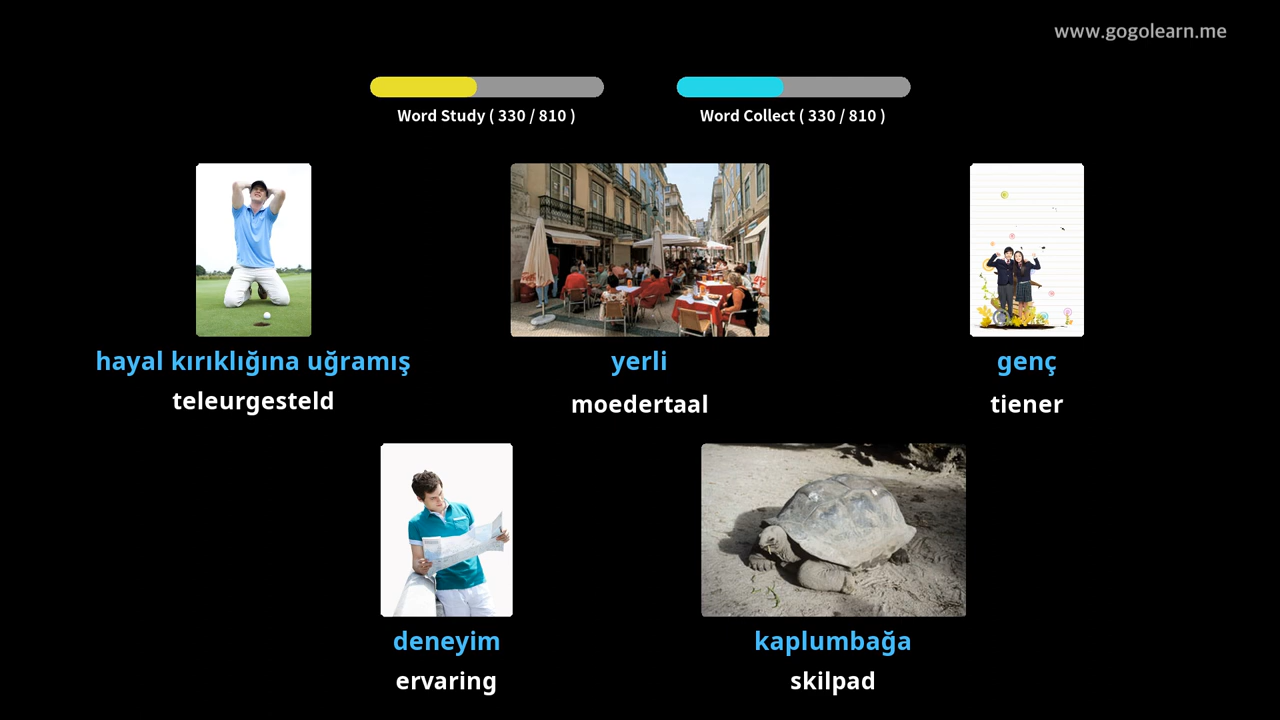 www.gogolearn.me
Word Study ( 330 / 810 )
Word Collect ( 330 / 810 )
hayal kırıklığına uğramış
teleurgesteld
yerli
moedertaal
genç
tiener
deneyim
ervaring
kaplumbağa
skilpad